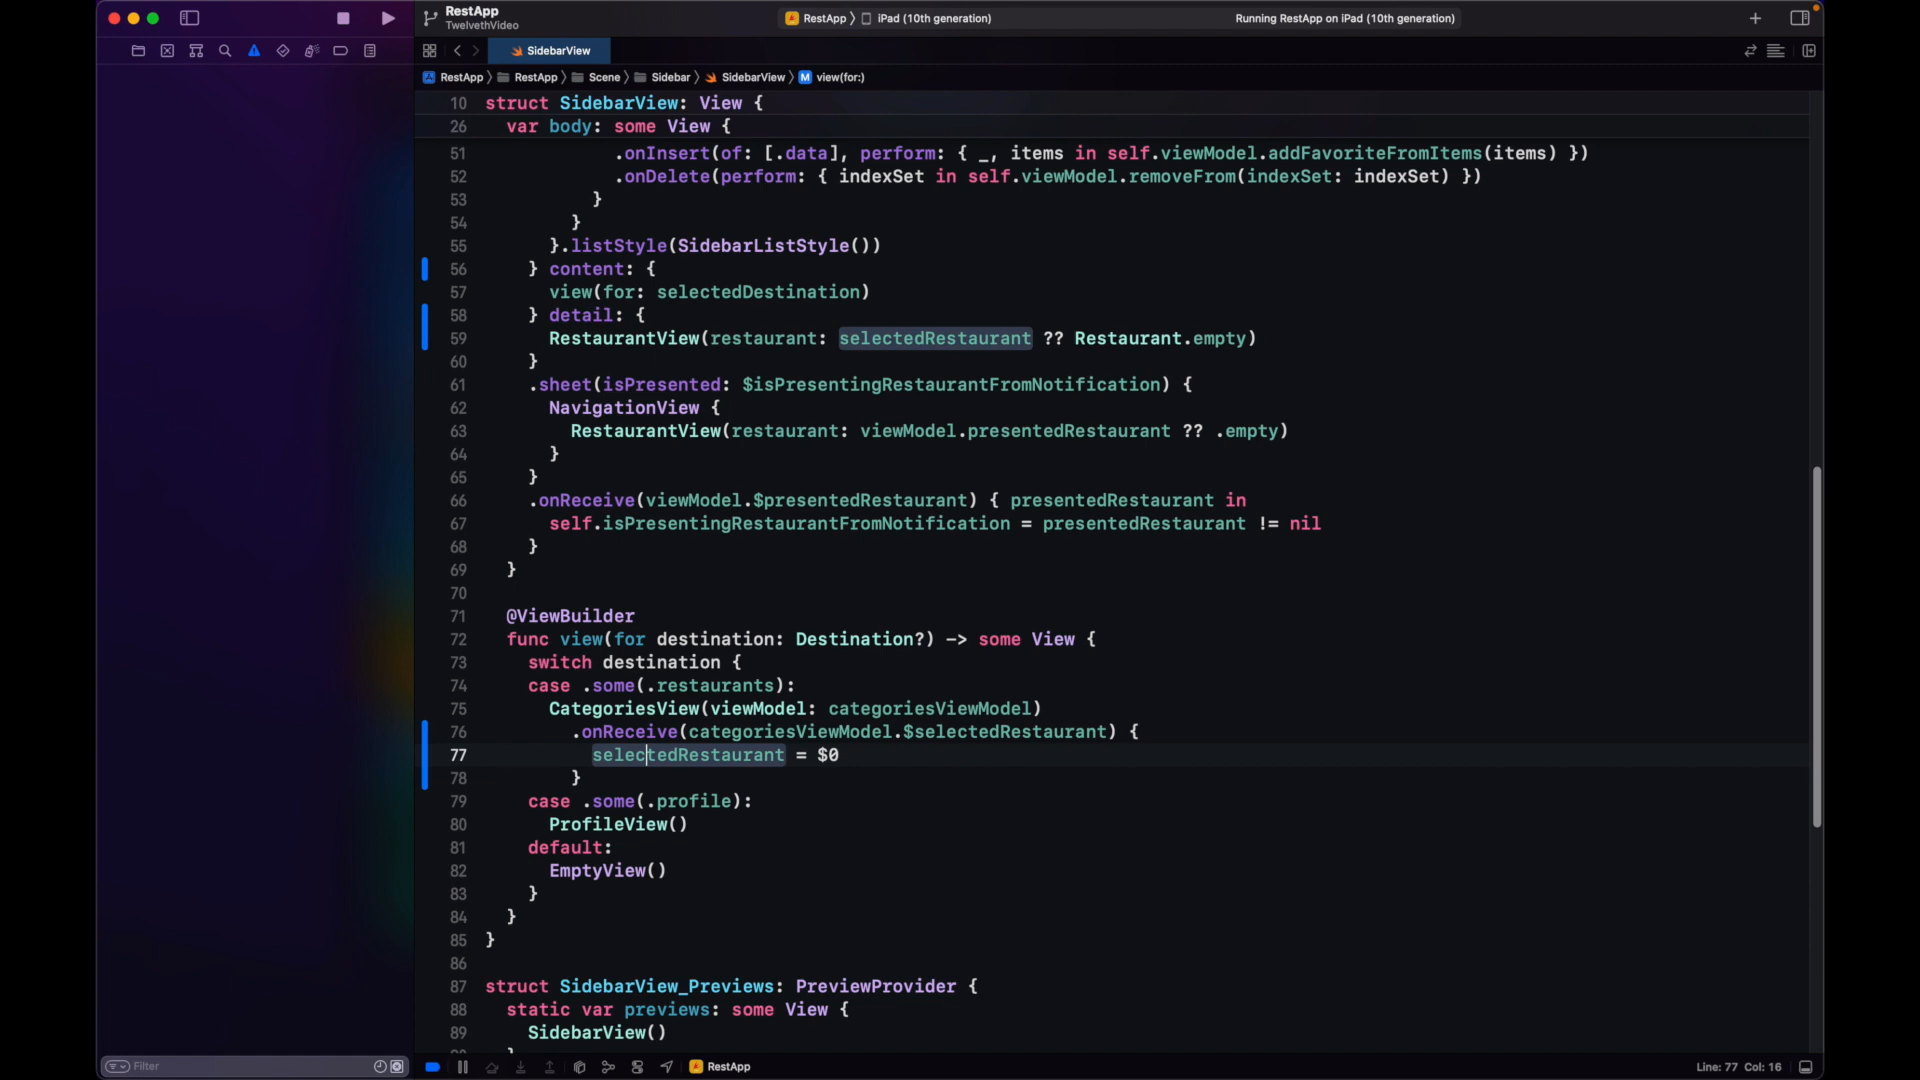 RestApp
TwelvethVideo
RestApp
iPad (10th generation)
Running RestApp on iPad (10th generation)
SidebarView
RestApp
RestApp
Scene
Sidebar
SidebarView
M view(for:)
10 struct SidebarView: View {
26 var body: some View {
51 .onInsert(of: [.data], perform: { _, items in self.viewModel.addFavoriteFromItems(items) })
52 .onDelete(perform: { indexSet in self.viewModel.removeFrom(indexSet: indexSet) })
53 }
54 }
55 }.listStyle(SidebarListStyle())
56 } content: {
57 view(for: selectedDestination)
58 } detail: {
59 RestaurantView(restaurant: selectedRestaurant ?? Restaurant.empty)
60 }
61 .sheet(isPresented: $isPresentingRestaurantFromNotification) {
62 NavigationView {
63 RestaurantView(restaurant: viewModel.presentedRestaurant ?? .empty)
64 }
65 }
66 .onReceive(viewModel.$presentedRestaurant) { presentedRestaurant in
67 self.isPresentingRestaurantFromNotification = presentedRestaurant != nil
68 }
69 }
70
71 @ViewBuilder
72 func view(for destination: Destination?) -> some View {
73 switch destination {
74 case .some(.restaurants):
75 CategoriesView(viewModel: categoriesViewModel)
76 .onReceive(categoriesViewModel.$selectedRestaurant) {
77 selectedRestaurant = $0
78 }
79 case .some(.profile):
80 ProfileView()
81 default:
82 EmptyView()
83 }
84 }
85 }
86
87 struct SidebarView_Previews: PreviewProvider {
88 static var previews: some View {
89 SidebarView()
Filter
RestApp
Line: 77 Col: 16